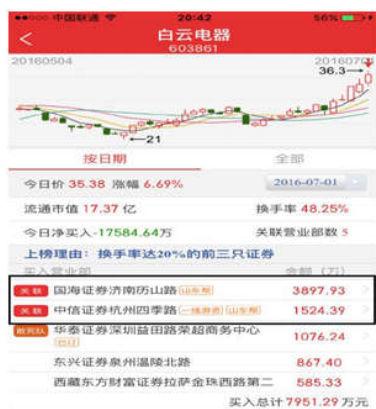 中国联通 20:42 56%
白云电器
603861
20160504 20160701
36.3
21
按日期 全部
今日价 35.38 涨幅 6.69% 2016-07-01
流通市值 17.37 亿 换手率 48.25%
今日净买入-17584.64万 关联营业部数 5
上榜理由：换手率达20%的前三只证券
买入营业部 金额（万）
关联 国海证券济南历山路 山东帮 3897.93
关联 中信证券杭州四季路 一线游资 山东帮 1524.39
敢死队 华泰证券深圳益田路荣超商务中心 1076.24
东兴证券泉州温陵北路 867.40
西藏东方财富证券拉萨金珠西路第二 585.33
买入总计 7951.29 万元